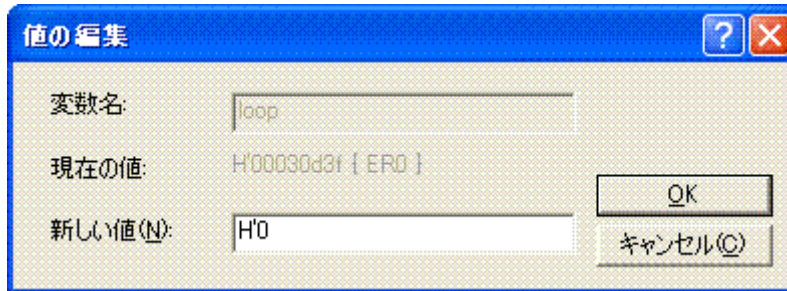 値の編集
変数名:
loop
現在の値:
H'00030d3f { ER0 }
新しい値(N):
H'0
OK
キャンセル(C)